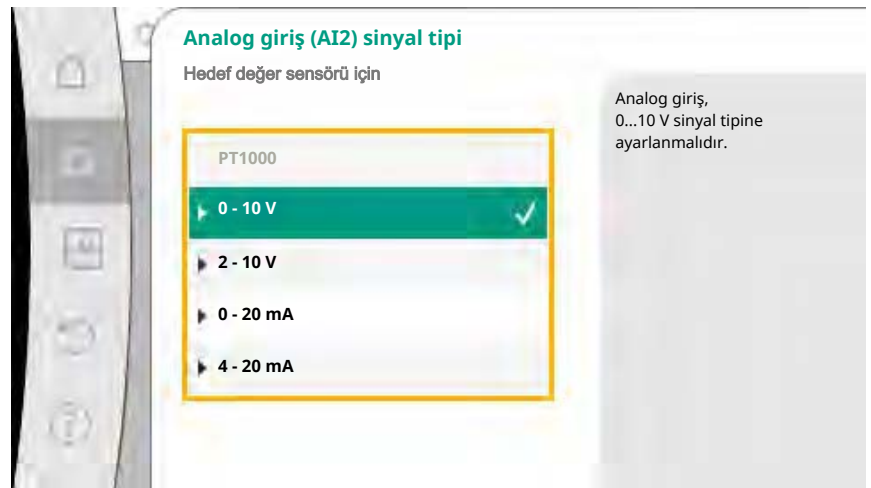 Analog giriş (AI2) sinyal tipi
Hedef değer sensörü için
Analog giriş,
0...10 V sinyal tipine
ayarlanmalıdır.
PT1000
0 - 10 V
2 - 10 V
0 - 20 mA
4 - 20 mA